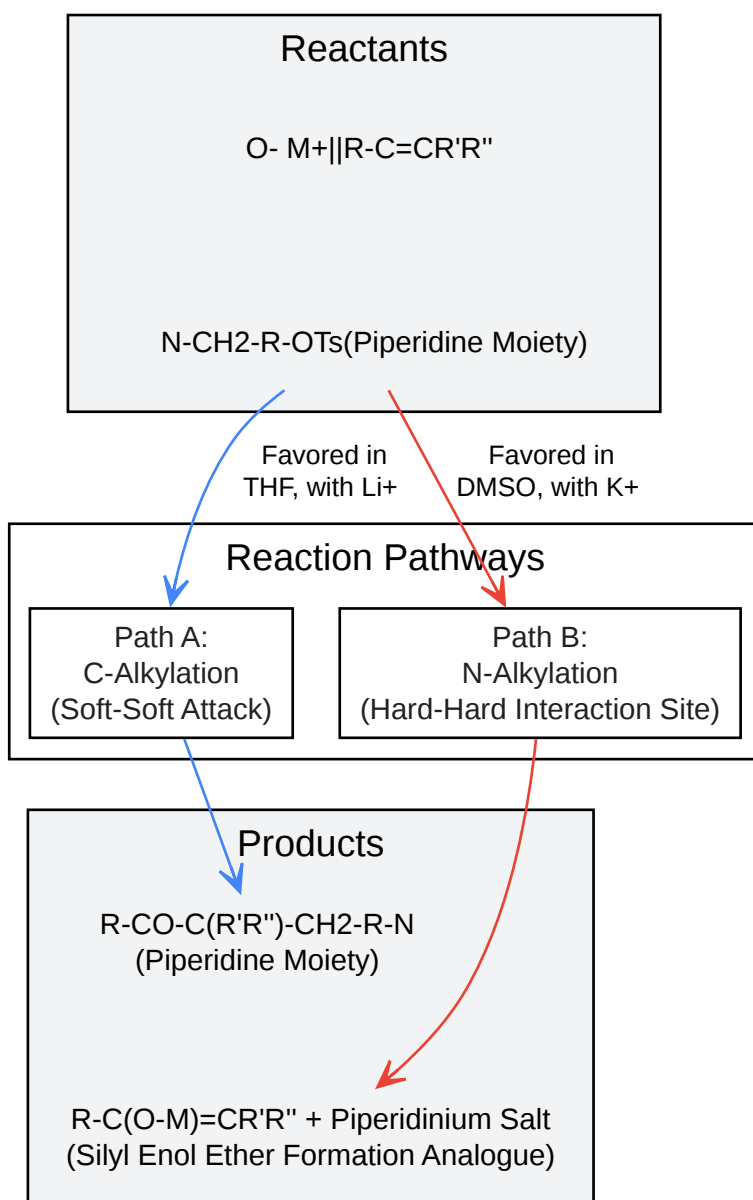 Reactants
O- M+||R-C=CR'R"
N-CH2-R-OTs(Piperidine Moiety)
Favored in
THF, with Li+
Favored in
DMSO, with K+
Reaction Pathways
Path A:
C-Alkylation
(Soft-Soft Attack)
Path B:
N-Alkylation
(Hard-Hard Interaction Site)
Products
R-CO-C(R'R")-CH2-R-N
(Piperidine Moiety)
R-C(O-M)=CR'R" + Piperidinium Salt
(Silyl Enol Ether Formation Analogue)